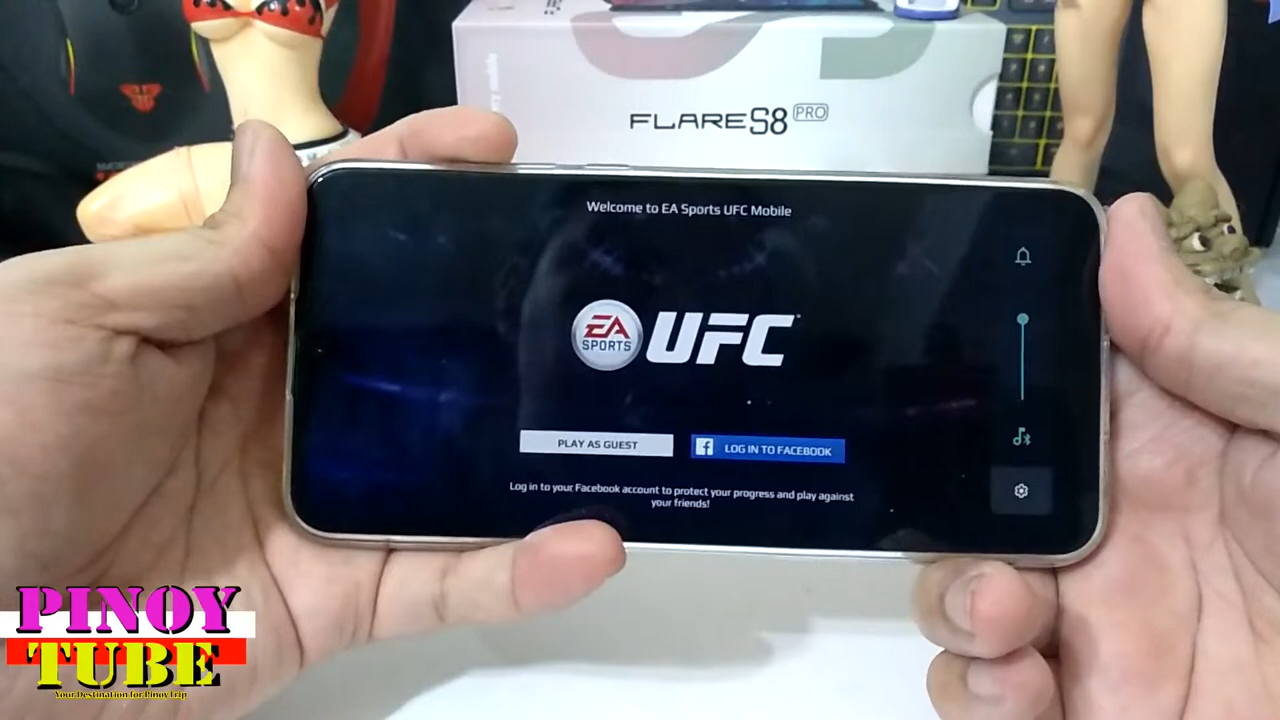 FLARE S8 PRO
Welcome to EA Sports UFC Mobile
EA
SPORTS
UFC
PLAY AS GUEST
f LOG IN TO FACEBOOK
Log in to your Facebook account to protect your progress and play against
your friends!
PINOY
TUBE
Your Destination for Pinoy Trip